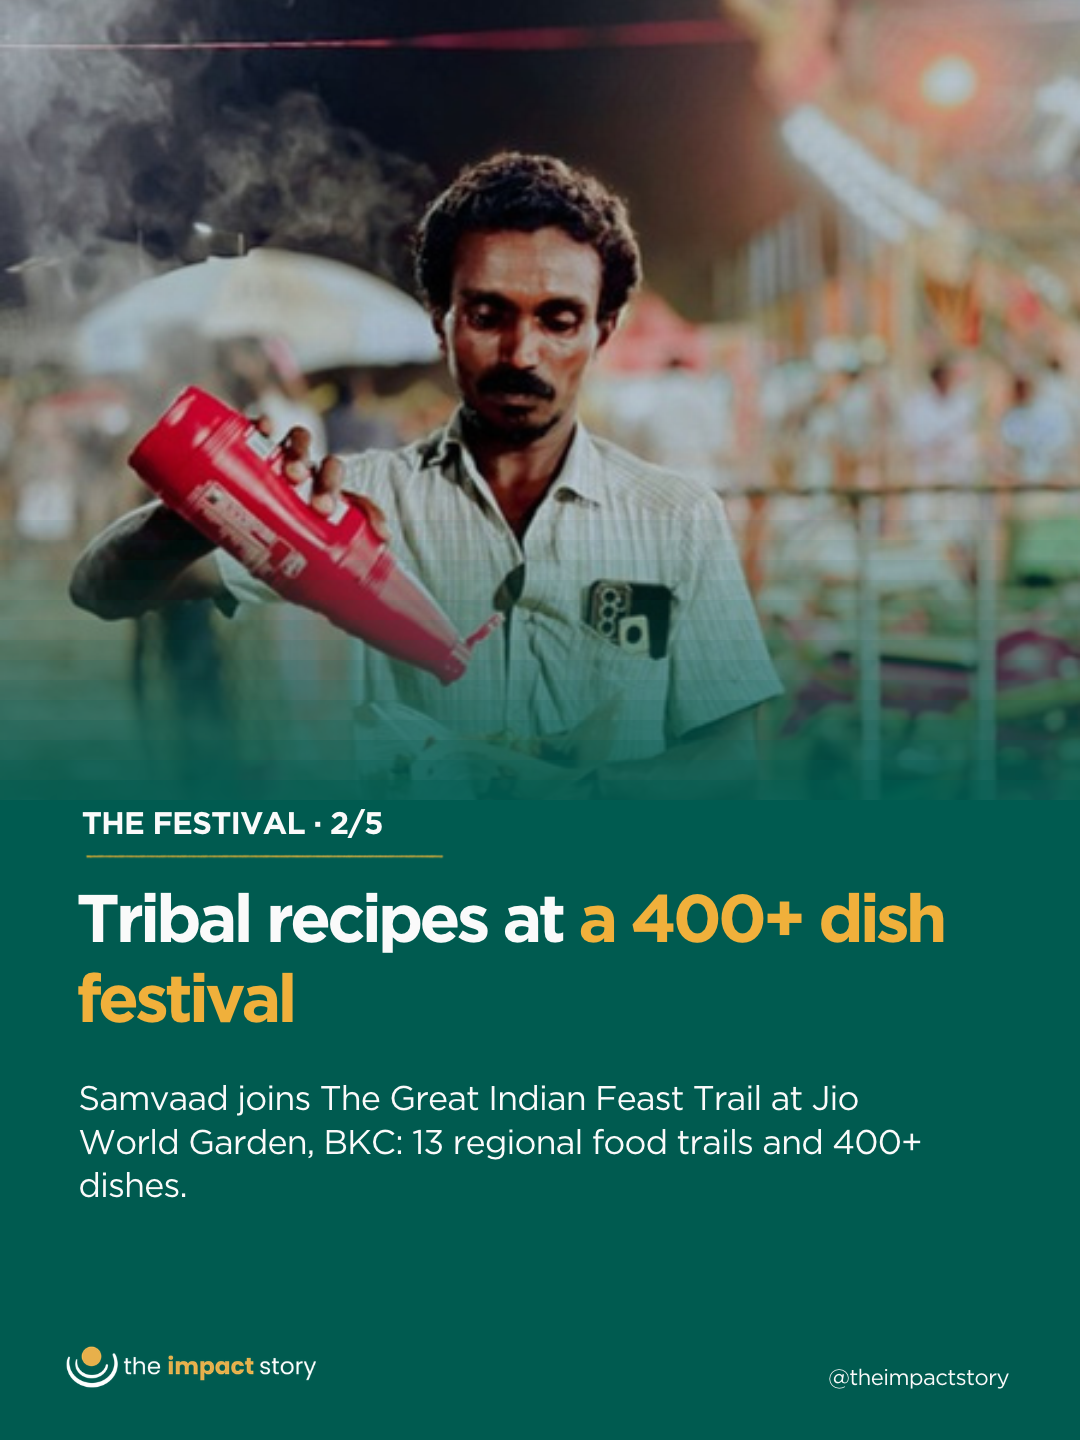 THE FESTIVAL · 2/5
Tribal recipes at a 400+ dish
festival
Samvaad joins The Great Indian Feast Trail at Jio
World Garden, BKC: 13 regional food trails and 400+
dishes.
the impact story
@theimpactstory